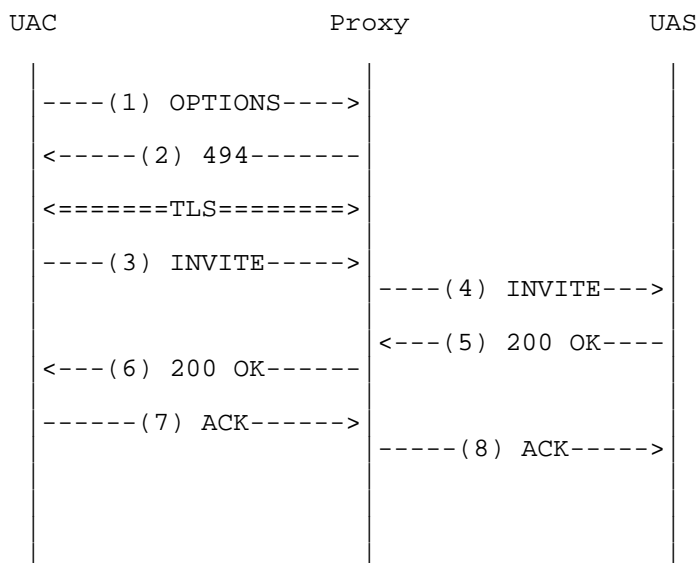 UAC Proxy UAS
----(1) OPTIONS---->
<-----(2) 494-------
<=======TLS========>
----(3) INVITE----->
----(4) INVITE--->
<---(5) 200 OK----
<---(6) 200 OK------
------(7) ACK------>
-----(8) ACK----->